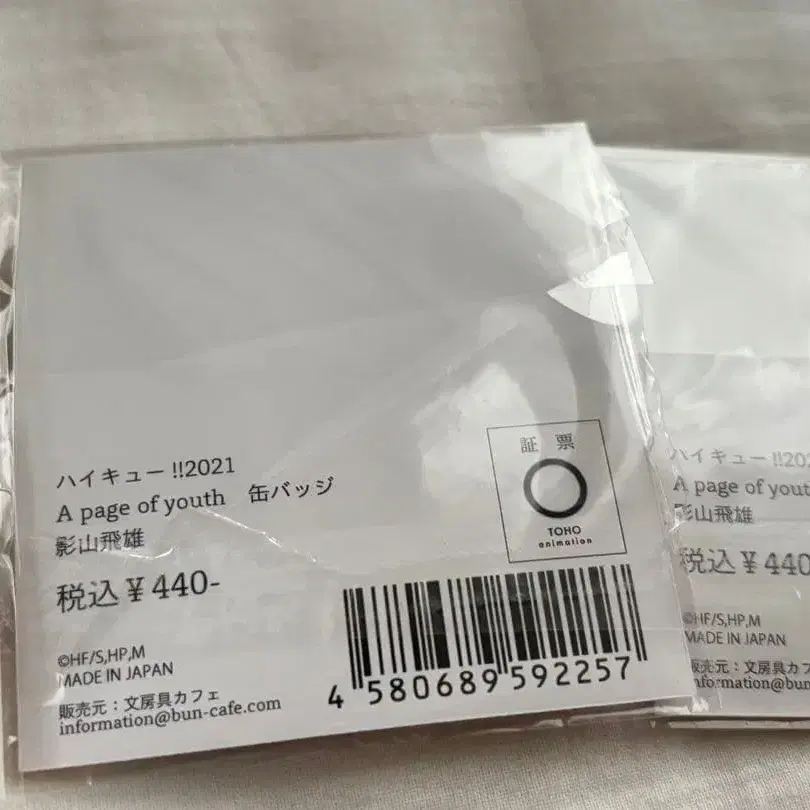 ハイキュー !!2021
A page of youth 缶バッジ
影山飛雄
税込 ¥ 440-
©HF/S,HP,M
MADE IN JAPAN
販売元：文房具カフェ
information@bun-cafe.com
証 票
TOHO
animation
4 580689 592257
ハイキュー !!202
A page of yout
影山飛雄
税込 ¥ 440
©HF/S,HP,M
MADE IN JAPAN
販売元：文房具カフ
information@bun-ca